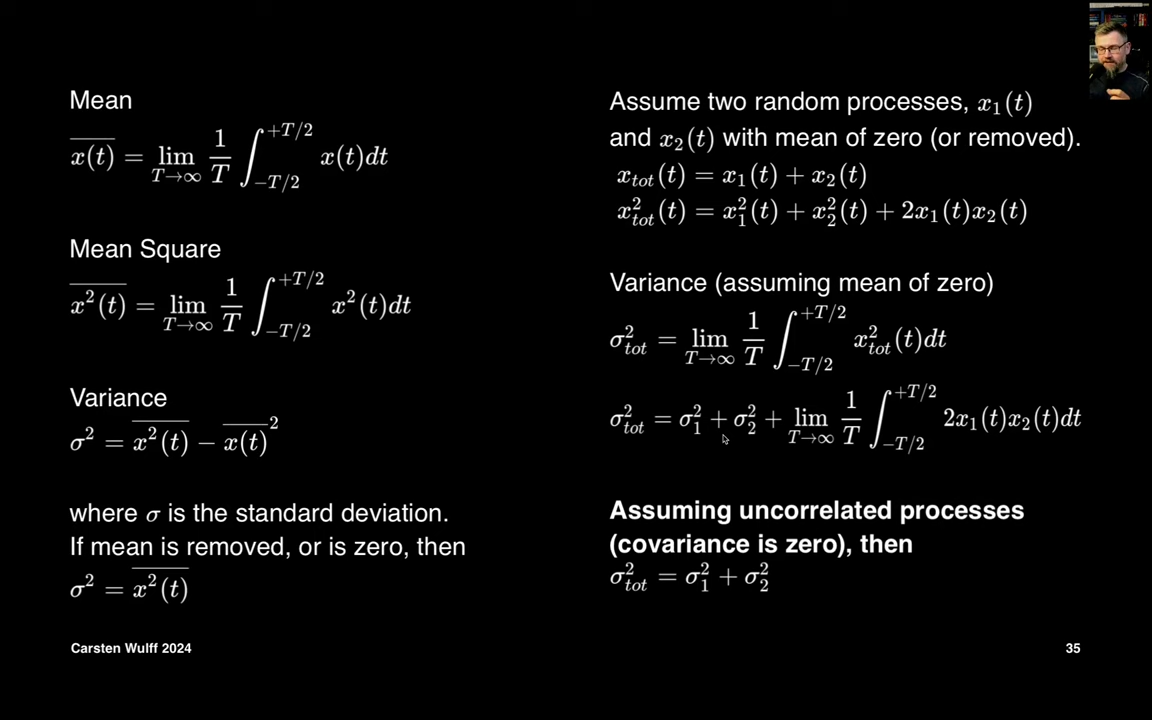 Mean
$\overline{x(t)} = \lim_{T \to \infty} \frac{1}{T} \int_{-T/2}^{+T/2} x(t)dt$
Mean Square
$\overline{x^2(t)} = \lim_{T \to \infty} \frac{1}{T} \int_{-T/2}^{+T/2} x^2(t)dt$
Variance
$\sigma^2 = \overline{x^2(t)} - \overline{x(t)}^2$
where $\sigma$ is the standard deviation.
If mean is removed, or is zero, then
$\sigma^2 = \overline{x^2(t)}$
Assume two random processes, $x_1(t)$
and $x_2(t)$ with mean of zero (or removed).
$x_{tot}(t) = x_1(t) + x_2(t)$
$x_{tot}^2(t) = x_1^2(t) + x_2^2(t) + 2x_1(t)x_2(t)$
Variance (assuming mean of zero)
$\sigma_{tot}^2 = \lim_{T \to \infty} \frac{1}{T} \int_{-T/2}^{+T/2} x_{tot}^2(t)dt$
$\sigma_{tot}^2 = \sigma_1^2 + \sigma_2^2 + \lim_{T \to \infty} \frac{1}{T} \int_{-T/2}^{+T/2} 2x_1(t)x_2(t)dt$
Assuming uncorrelated processes
(covariance is zero), then
$\sigma_{tot}^2 = \sigma_1^2 + \sigma_2^2$
Carsten Wulff 2024
35